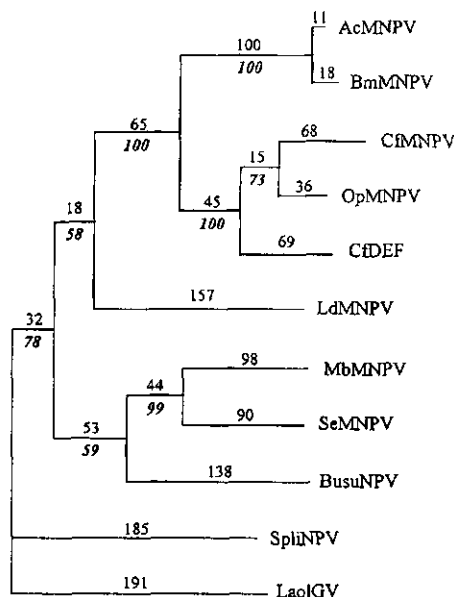 11
AcMNPV
100
100
18
BmMNPV
65
100
68
CfMNPV
15
73
36
OpMNPV
45
100
69
CfDEF
18
58
157
LdMNPV
32
78
98
MbMNPV
44
99
90
SeMNPV
53
59
138
BusuNPV
185
SpliNPV
191
LaolGV